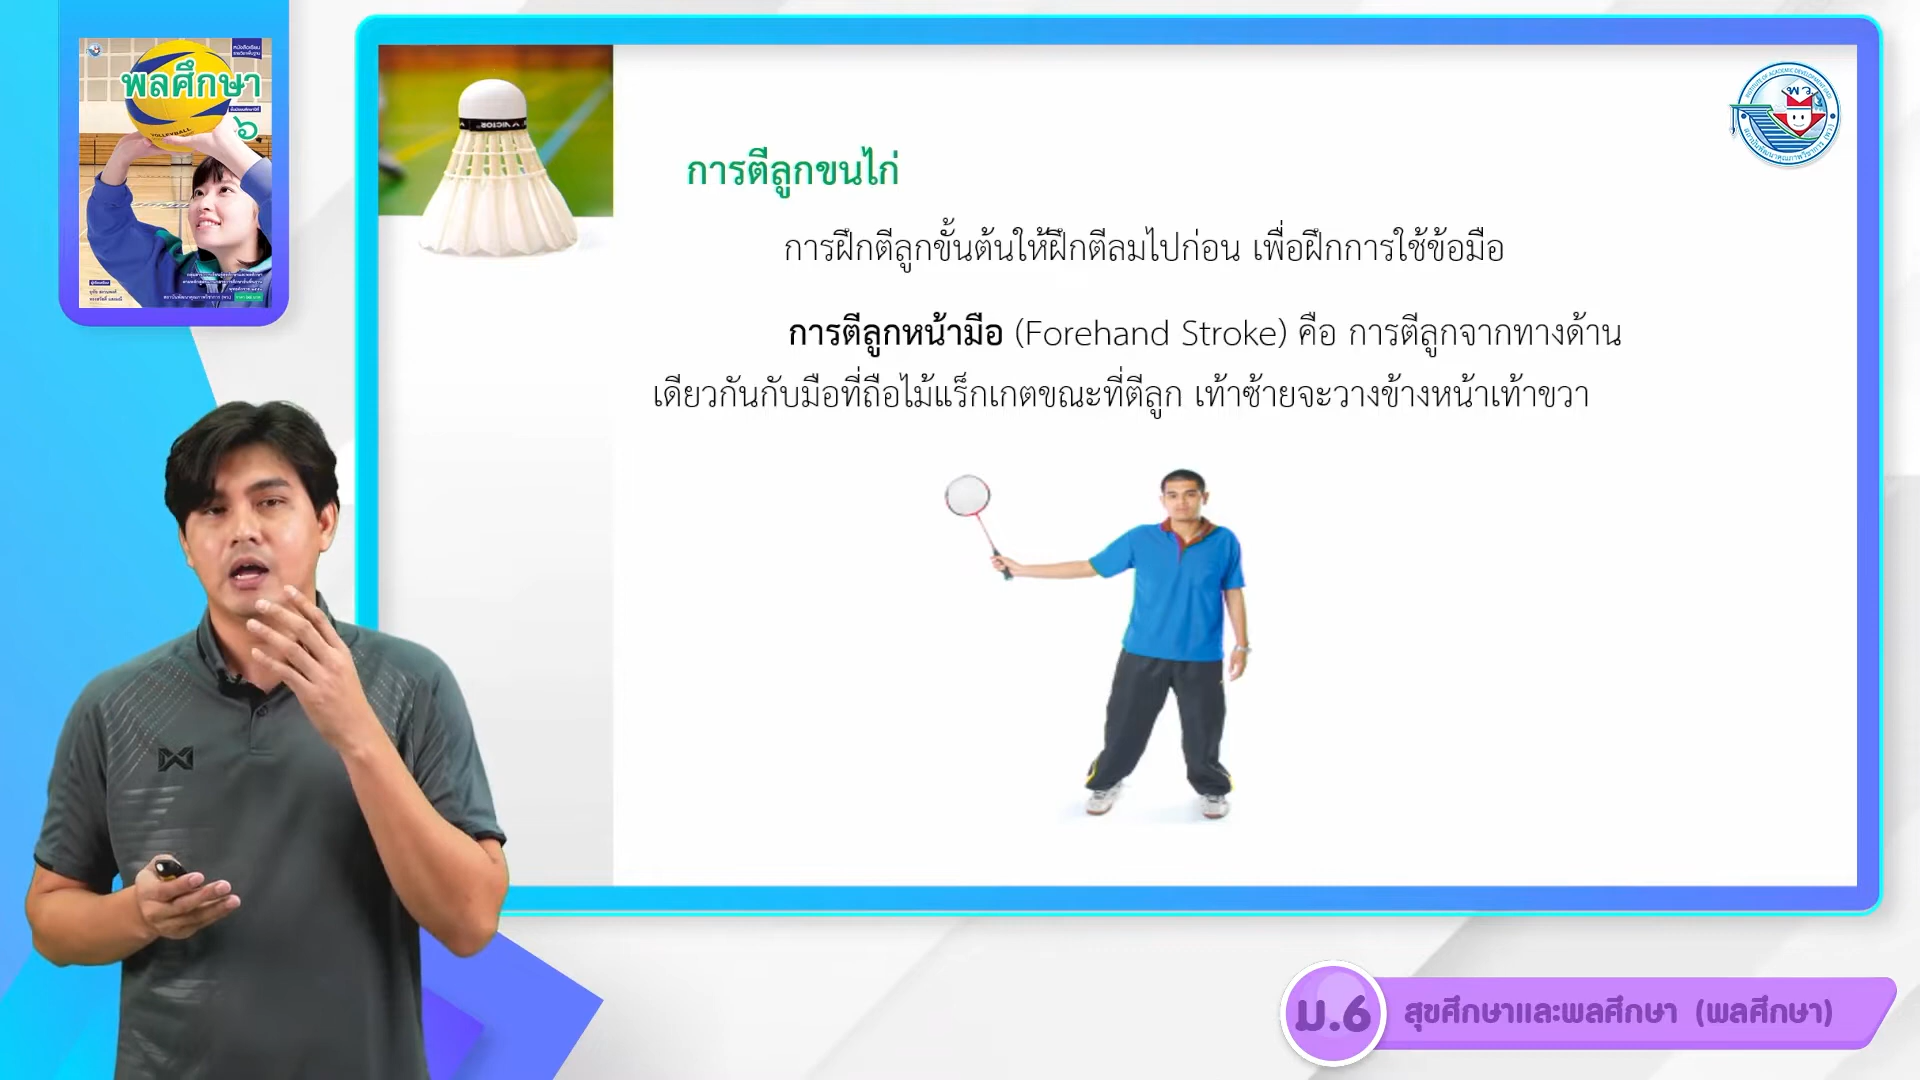 พลศึกษา
VOLLEYBALL
๖
VICTOR
พว.
การตีลูกขนไก่
การฝึกตีลูกขั้นต้นให้ฝึกตีลมไปก่อน เพื่อฝึกการใช้ข้อมือ
การตีลูกหน้ามือ (Forehand Stroke) คือ การตีลูกจากทางด้าน
เดียวกันกับมือที่ถือไม้แร็กเกตขณะที่ตีลูก เท้าซ้ายจะวางข้างหน้าเท้าขวา
ม.6
สุขศึกษาและพลศึกษา (พลศึกษา)